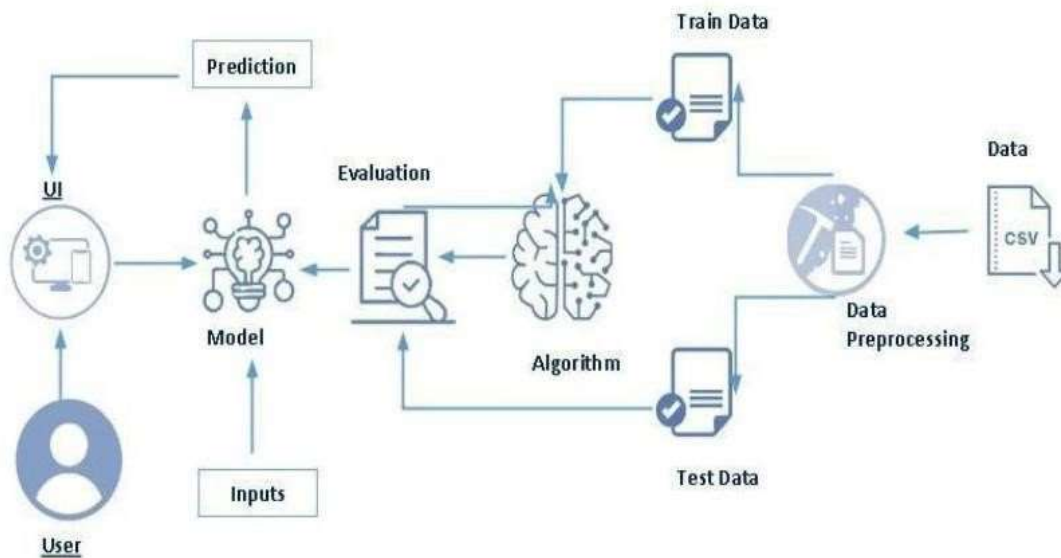 Train Data
Prediction
Data
Evaluation
UI
CSV
Data
Preprocessing
Model
Algorithm
Inputs
Test Data
User